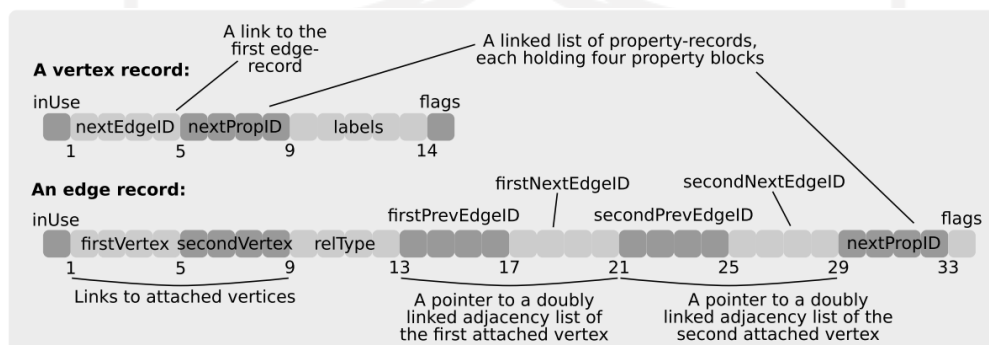 A link to the
first edge-
record
A linked list of property-records,
each holding four property blocks
A vertex record:
inUse
flags
nextEdgeID nextPropID labels
1 5 9 14
An edge record:
firstNextEdgeID secondNextEdgeID
inUse
firstPrevEdgeID secondPrevEdgeID
flags
firstVertex secondVertex relType nextPropID
1 5 9 13 17 21 25 29 33
Links to attached vertices
A pointer to a doubly
linked adjacency list of
the first attached vertex
A pointer to a doubly
linked adjacency list of the
second attached vertex